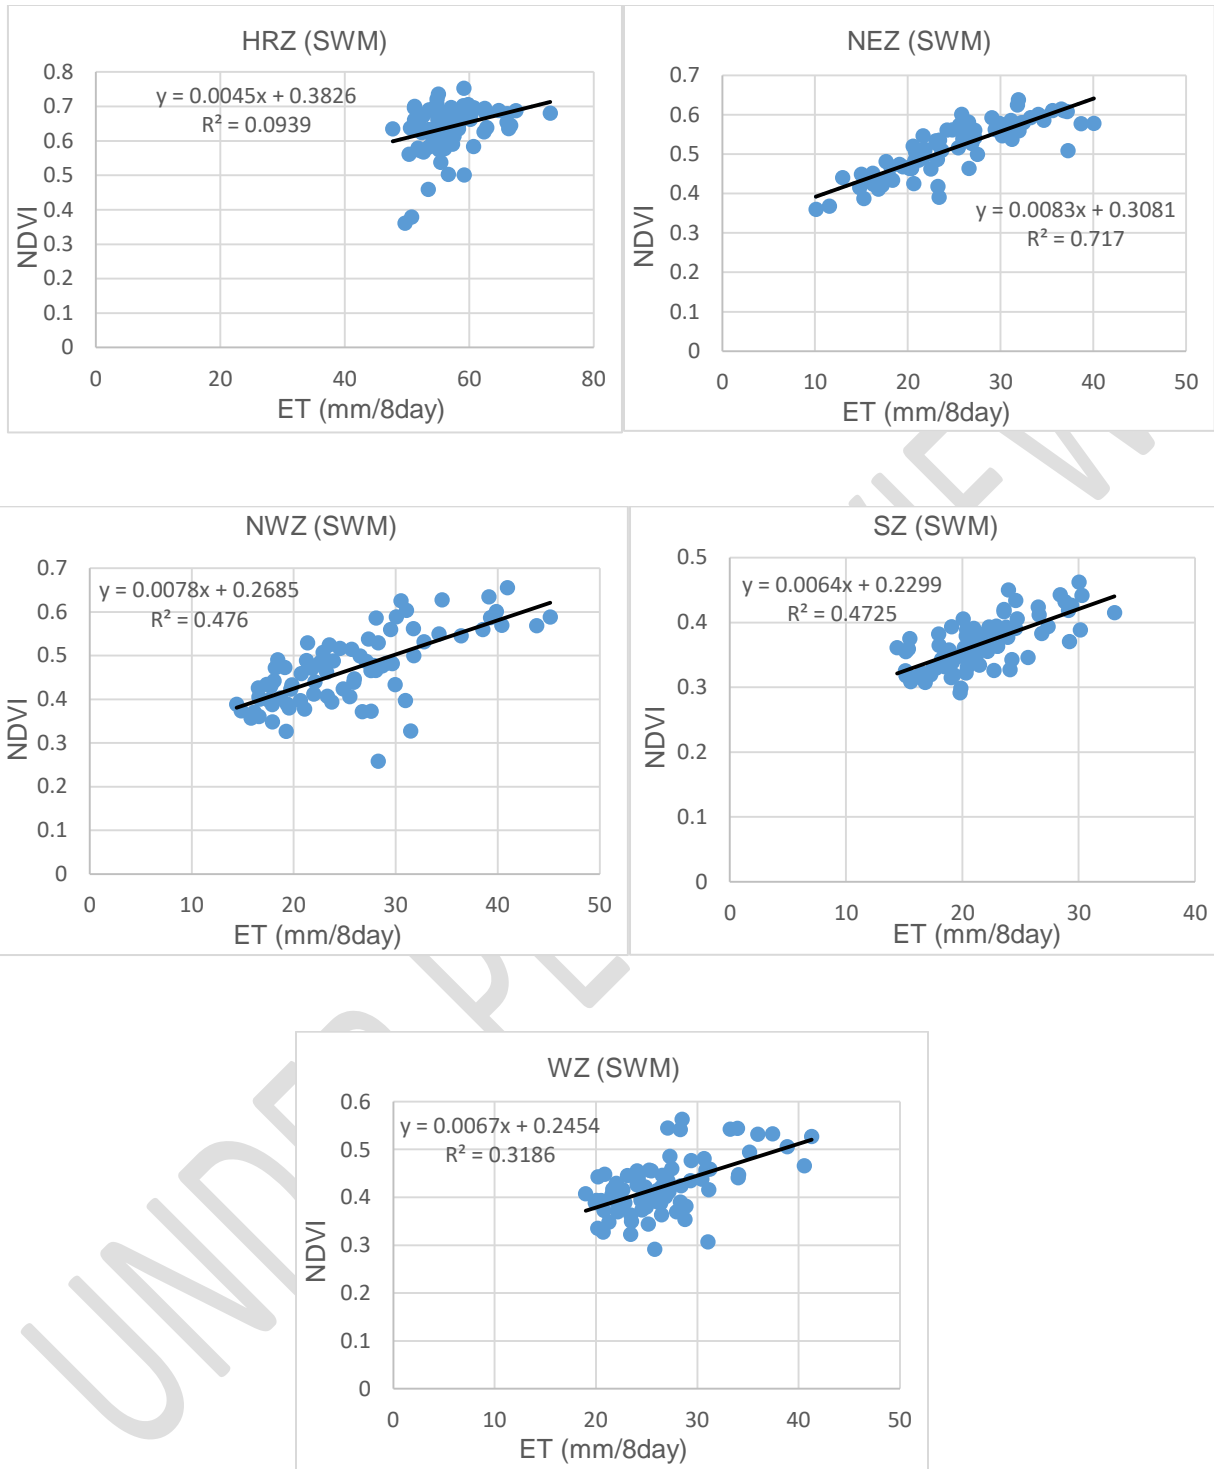 HRZ (SWM)
y = 0.0045x + 0.3826
R² = 0.0939
NDVI
0.8
0.7
0.6
0.5
0.4
0.3
0.2
0.1
0
0 20 40 60 80
ET (mm/8day)
NEZ (SWM)
y = 0.0083x + 0.3081
R² = 0.717
NDVI
0.7
0.6
0.5
0.4
0.3
0.2
0.1
0
0 10 20 30 40 50
ET (mm/8day)
NWZ (SWM)
y = 0.0078x + 0.2685
R² = 0.476
NDVI
0.7
0.6
0.5
0.4
0.3
0.2
0.1
0
0 10 20 30 40 50
ET (mm/8day)
SZ (SWM)
y = 0.0064x + 0.2299
R² = 0.4725
NDVI
0.5
0.4
0.3
0.2
0.1
0
0 10 20 30 40
ET (mm/8day)
WZ (SWM)
y = 0.0067x + 0.2454
R² = 0.3186
NDVI
0.6
0.5
0.4
0.3
0.2
0.1
0
0 10 20 30 40 50
ET (mm/8day)